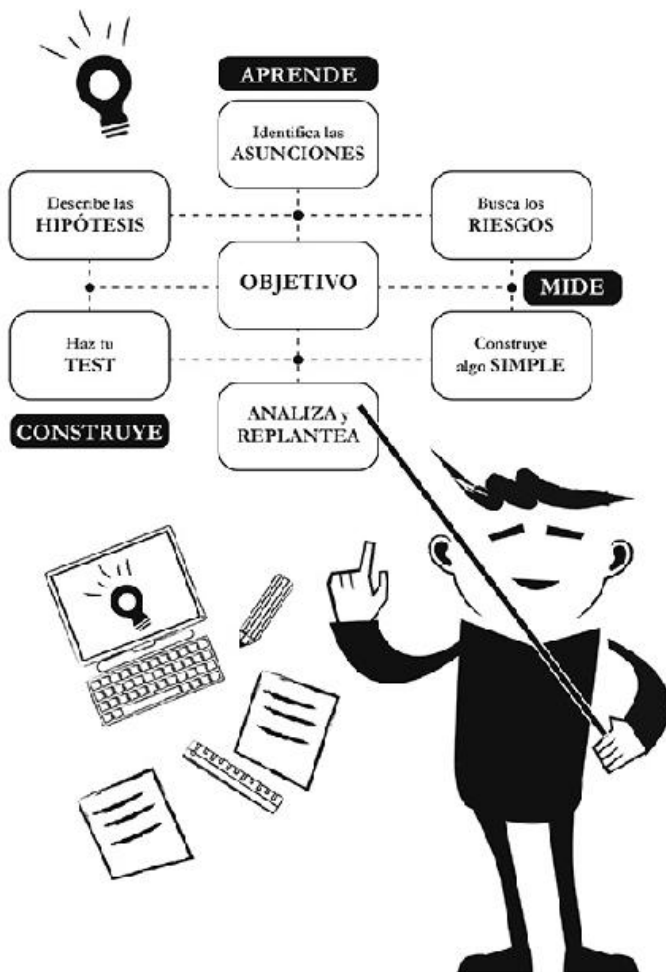 APRENDE
Identifica las
ASUNCIONES
Describe las
HIPÓTESIS
Busca los
RIESGOS
OBJETIVO
MIDE
Haz tu
TEST
Construye
algo SIMPLE
CONSTRUYE
ANALIZA y
REPLANTEA